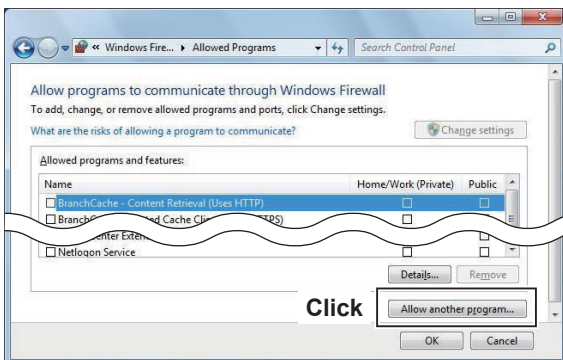 « Windows Fire... ▸ Allowed Programs
Search Control Panel
Allow programs to communicate through Windows Firewall
To add, change, or remove allowed programs and ports, click Change settings.
What are the risks of allowing a program to communicate?
Change settings
Allowed programs and features:
Name Home/Work (Private) Public
BranchCache - Content Retrieval (Uses HTTP)
Cache
Netlogon Service
Details... Remove
Click Allow another program...
OK Cancel